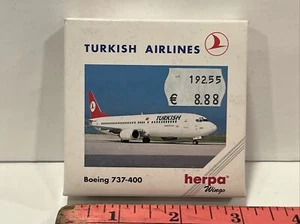 TURKISH AIRLINES
19255
€ 8.88
TURKISH
Boeing 737-400
herpa
Wings
1
2
3